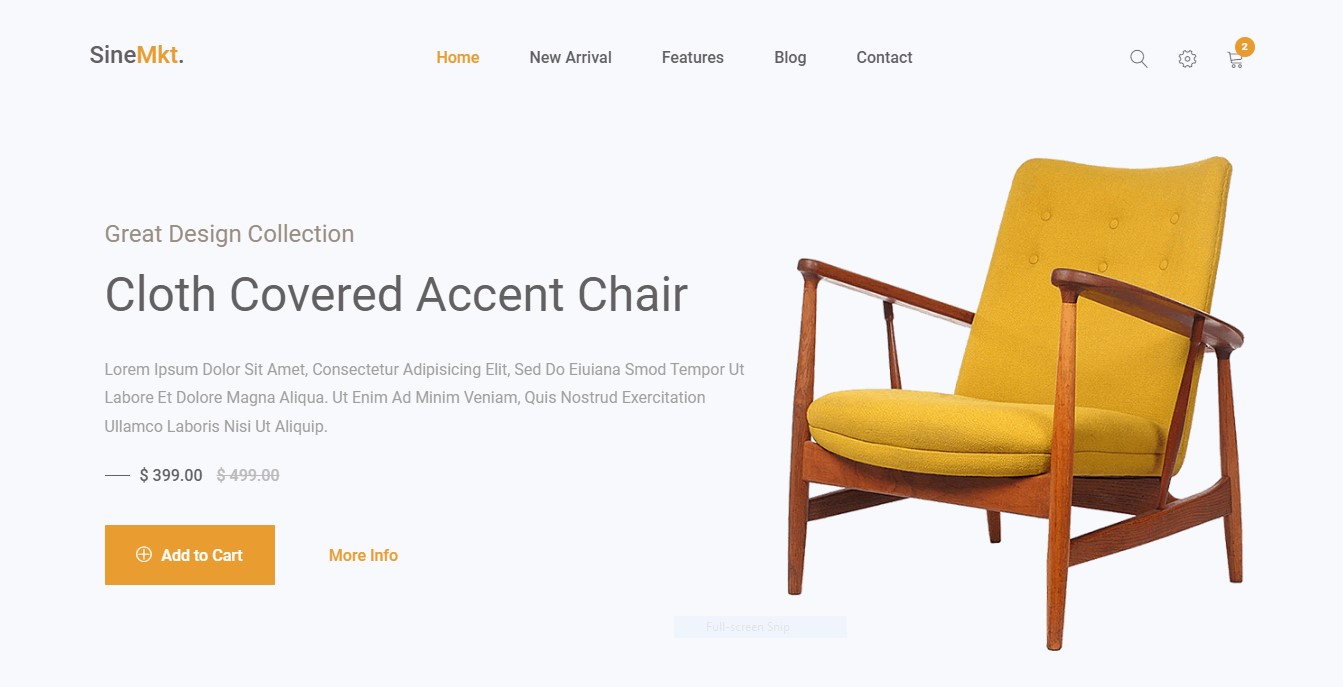 SineMkt.
Home New Arrival Features Blog Contact
2
Great Design Collection
Cloth Covered Accent Chair
Lorem Ipsum Dolor Sit Amet, Consectetur Adipisicing Elit, Sed Do Eiuiana Smod Tempor Ut
Labore Et Dolore Magna Aliqua. Ut Enim Ad Minim Veniam, Quis Nostrud Exercitation
Ullamco Laboris Nisi Ut Aliquip.
$ 399.00 $ 499.00
Add to Cart More Info
Full-screen Snip